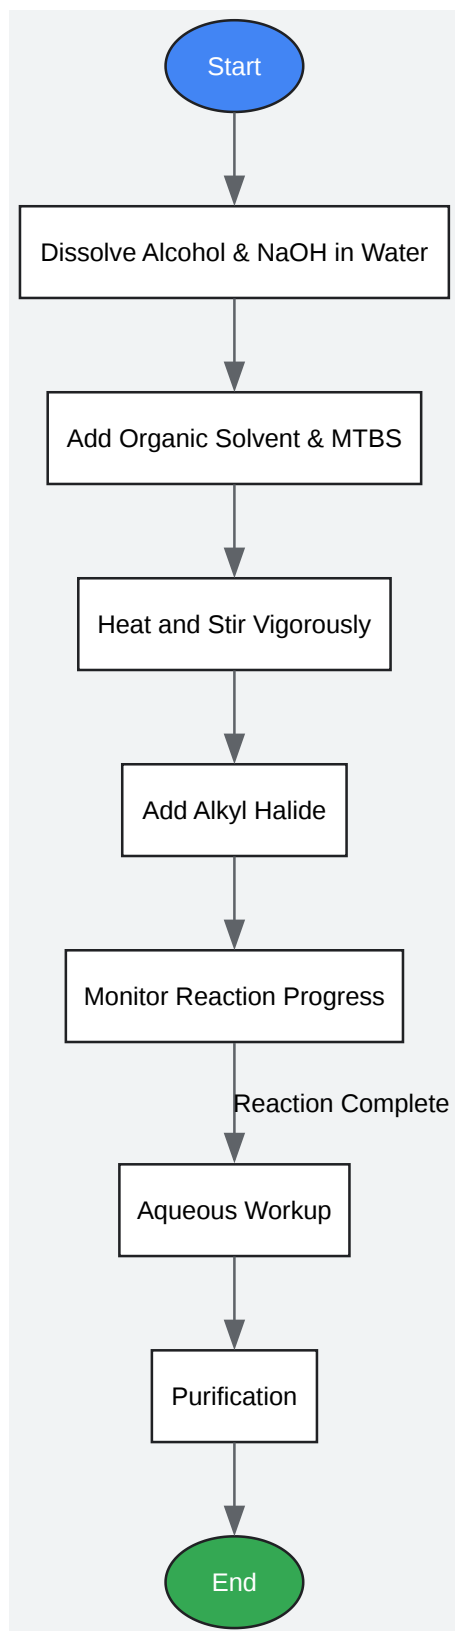 Start
Dissolve Alcohol & NaOH in Water
Add Organic Solvent & MTBS
Heat and Stir Vigorously
Add Alkyl Halide
Monitor Reaction Progress
Reaction Complete
Aqueous Workup
Purification
End